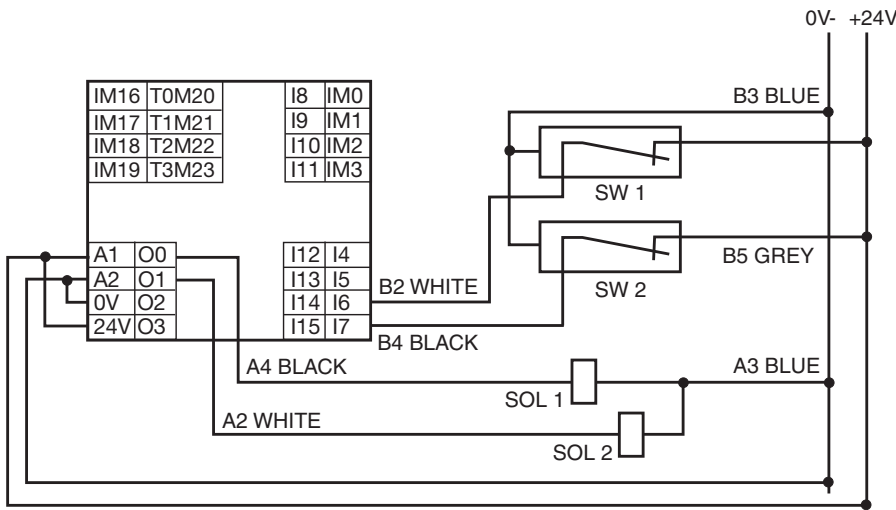 0V- +24V
B3 BLUE
IM16 T0M20 I8 IM0
IM17 T1M21 I9 IM1
IM18 T2M22 I10 IM2
IM19 T3M23 I11 IM3
SW 1
A1 O0 I12 I4
B5 GREY
A2 O1 I13 I5
B2 WHITE
SW 2
0V O2 I14 I6
24V O3 I15 I7
B4 BLACK
A4 BLACK
A3 BLUE
SOL 1
A2 WHITE
SOL 2